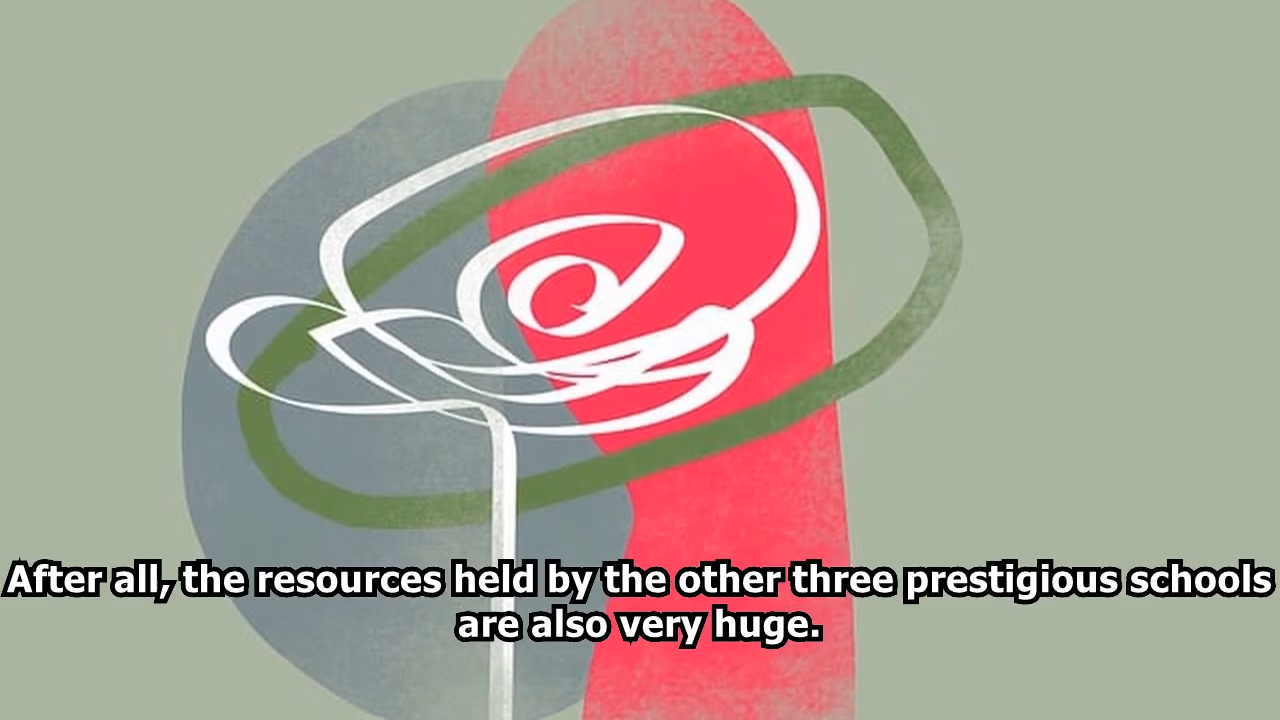 After all, the resources held by the other three prestigious schools
are also very huge.